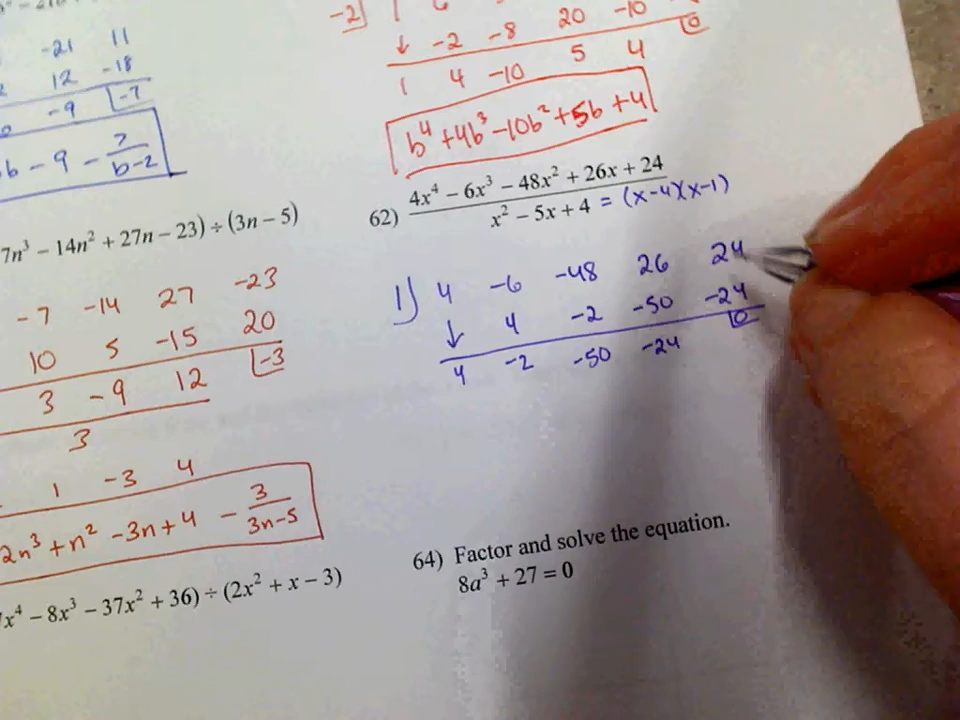 -21 11
12 -18
-9 -7
b - 9 - 7/(b-2)
7n³ − 14n² + 27n − 23) ÷ (3n − 5)
-7 -14 27 -23
10 5 -15 20
3 -9 12 -3
3
1 -3 4
2n³ + n² - 3n + 4 - 3/(3n-5)
x⁴ − 8x³ − 37x² + 36) ÷ (2x² + x − 3)
-2
↓ -2 -8 20 -10
1 4 -10 5 4 0
b⁴ + 4b³ - 10b² + 5b + 4
62) (4x⁴ − 6x³ − 48x² + 26x + 24)/(x² − 5x + 4) = (x-4)(x-1)
1) 4 -6 -48 26 24
↓ 4 -2 -50 -24
4 -2 -50 -24 0
64) Factor and solve the equation.
8a³ + 27 = 0